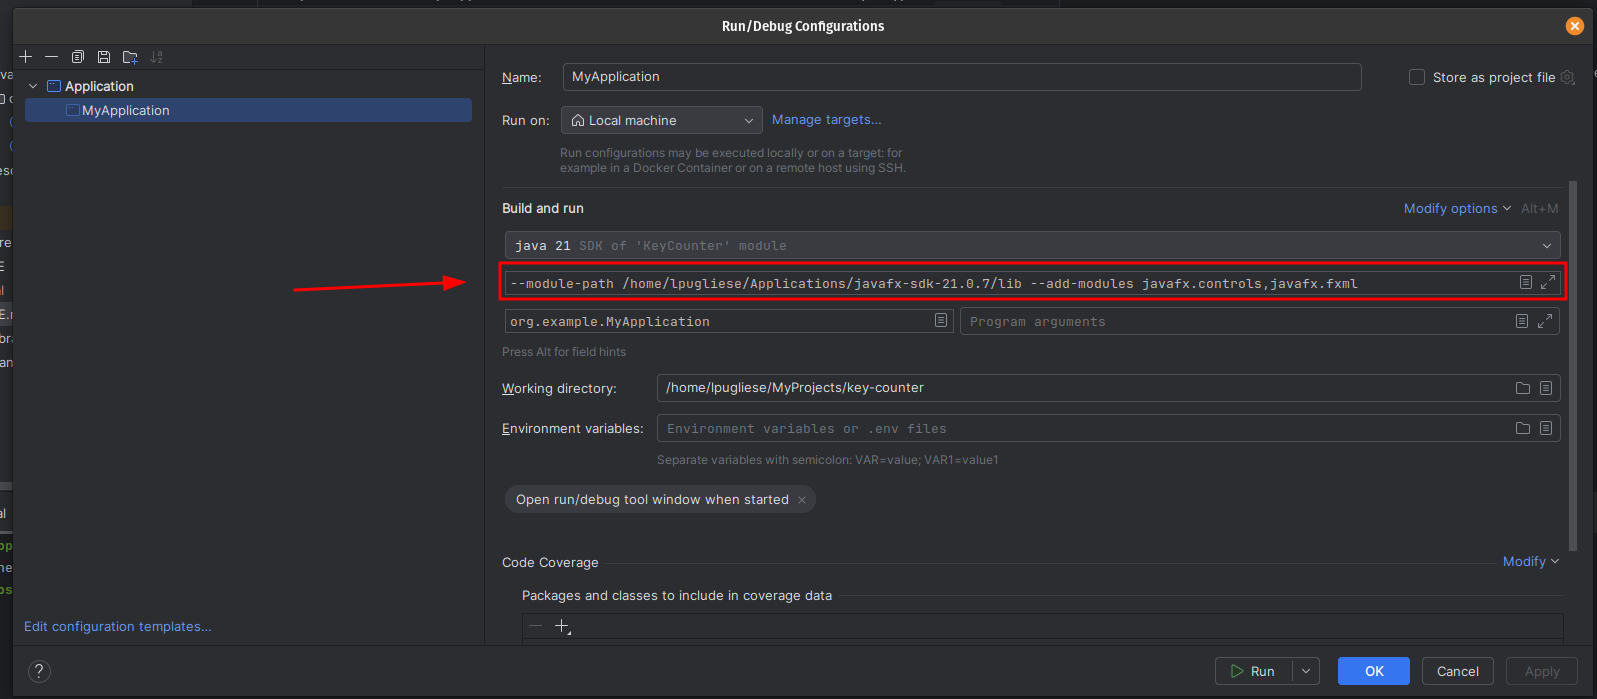 Run/Debug Configurations
Application
MyApplication
Edit configuration templates...
Name: MyApplication
Store as project file
Run on: Local machine Manage targets...
Run configurations may be executed locally or on a target: for
example in a Docker Container or on a remote host using SSH.
Build and run Modify options Alt+M
java 21 SDK of 'KeyCounter' module
--module-path /home/lpugliese/Applications/javafx-sdk-21.0.7/lib --add-modules javafx.controls,javafx.fxml
org.example.MyApplication Program arguments
Press Alt for field hints
Working directory: /home/lpugliese/MyProjects/key-counter
Environment variables: Environment variables or .env files
Separate variables with semicolon: VAR=value; VAR1=value1
Open run/debug tool window when started ×
Code Coverage Modify
Packages and classes to include in coverage data
? Run OK Cancel Apply